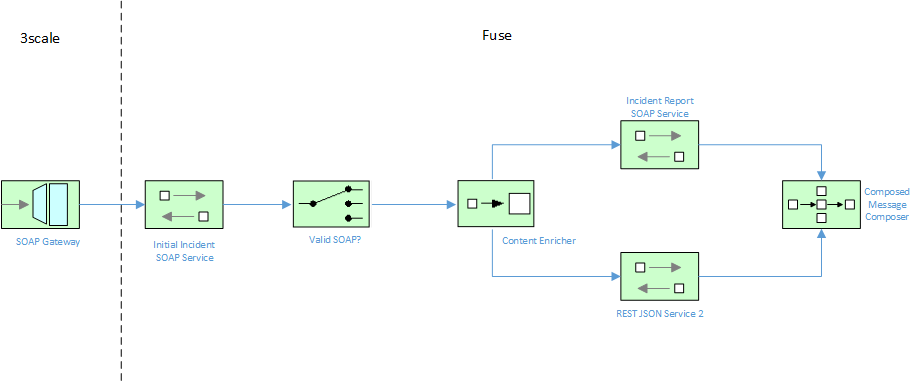 3scale
Fuse
SOAP Gateway
Initial Incident
SOAP Service
Valid SOAP?
Content Enricher
Incident Report
SOAP Service
REST JSON Service 2
Composed
Message
Composer